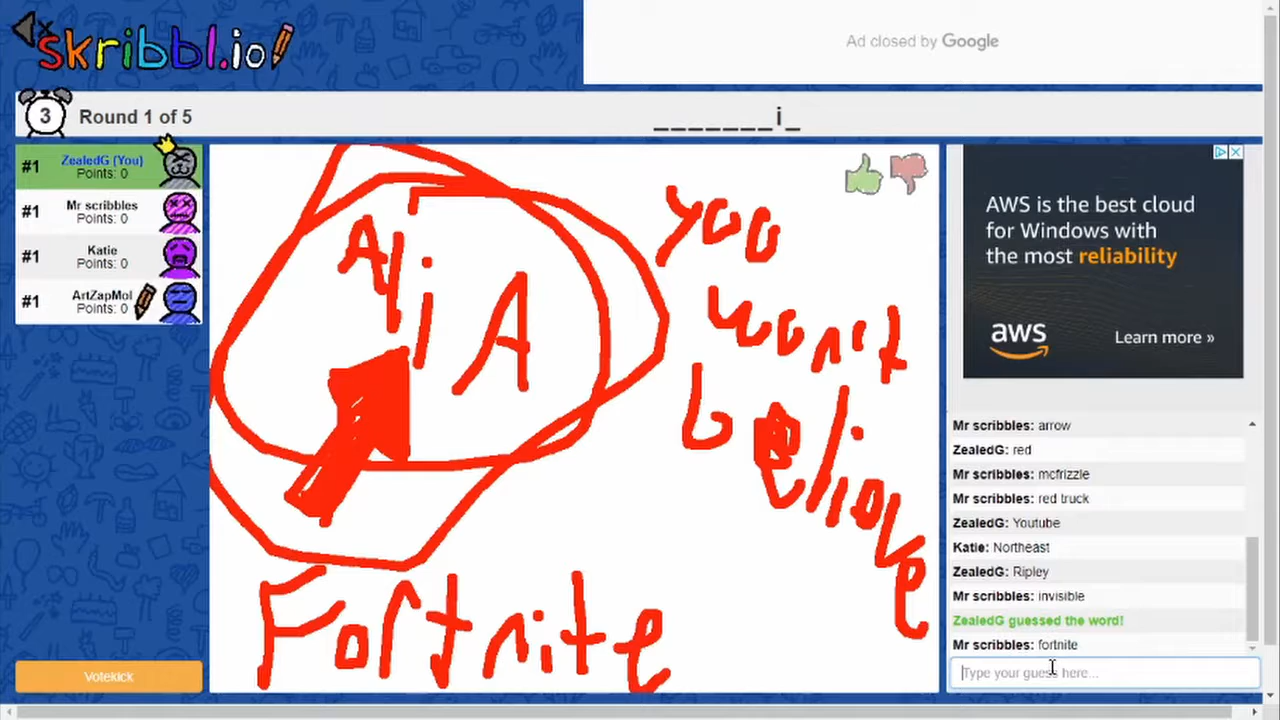 skribbl.io!
Ad closed by Google
3
Round 1 of 5
_______i_
#1
ZealedG (You)
Points: 0
#1
Mr scribbles
Points: 0
#1
Katie
Points: 0
#1
ArtZapMol
Points: 0
A
A
you
won't
beliove
Fortnite
AWS is the best cloud
for Windows with
the most reliability
aws
Learn more »
Mr scribbles: arrow
ZealedG: red
Mr scribbles: mcfrizzle
Mr scribbles: red truck
ZealedG: Youtube
Katie: Northeast
ZealedG: Ripley
Mr scribbles: invisible
ZealedG guessed the word!
Mr scribbles: fortnite
Type your guess here...
Votekick